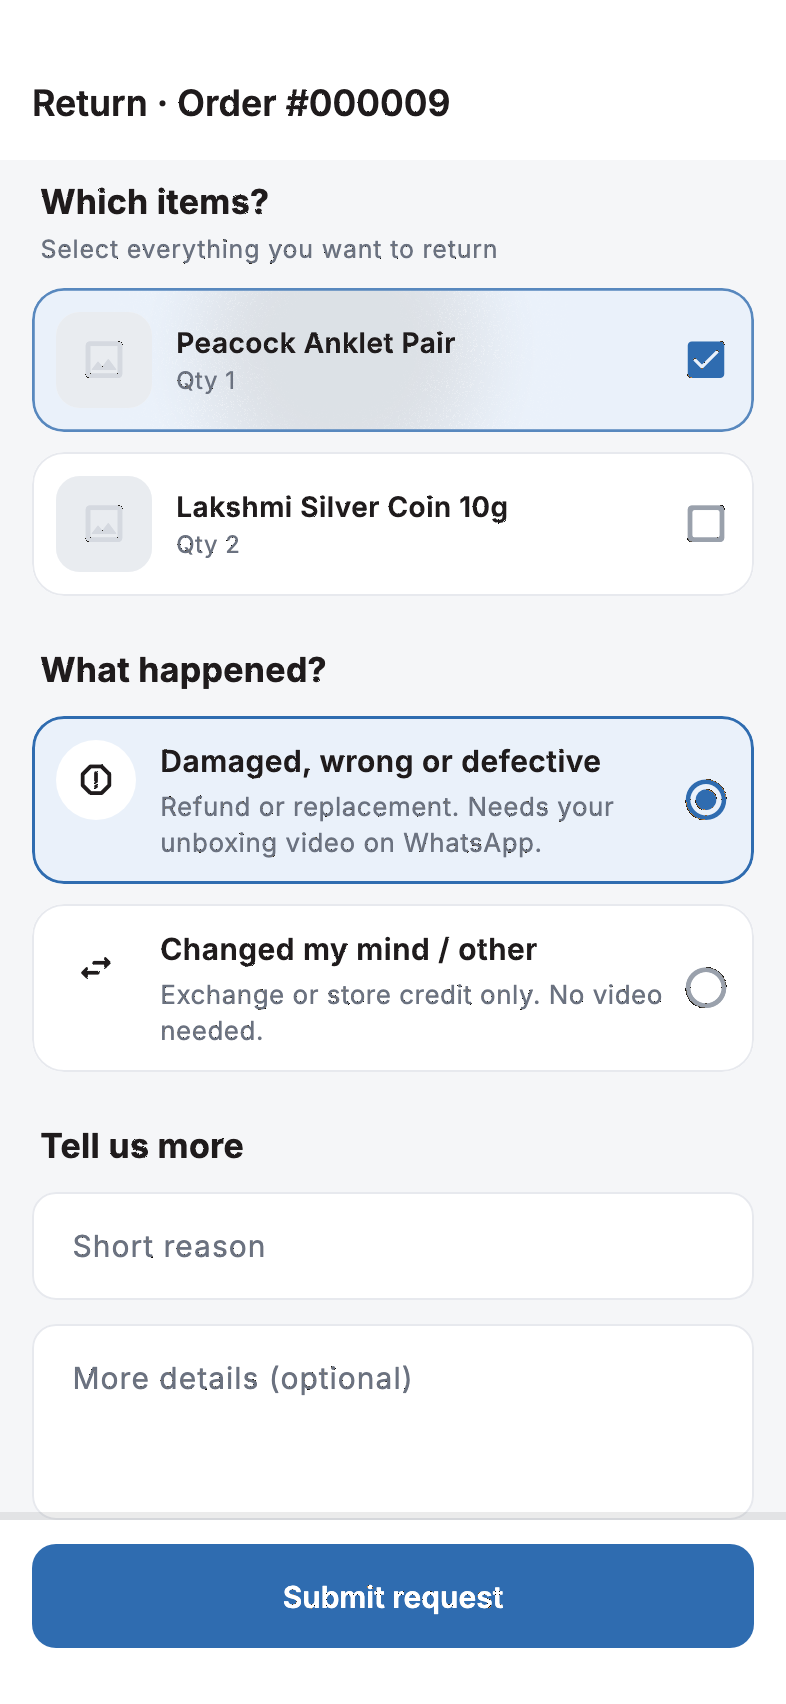 Return · Order #000009
Which items?
Select everything you want to return
Peacock Anklet Pair
Qty 1
Lakshmi Silver Coin 10g
Qty 2
What happened?
Damaged, wrong or defective
Refund or replacement. Needs your
unboxing video on WhatsApp.
Changed my mind / other
Exchange or store credit only. No video
needed.
Tell us more
Short reason
More details (optional)
Submit request